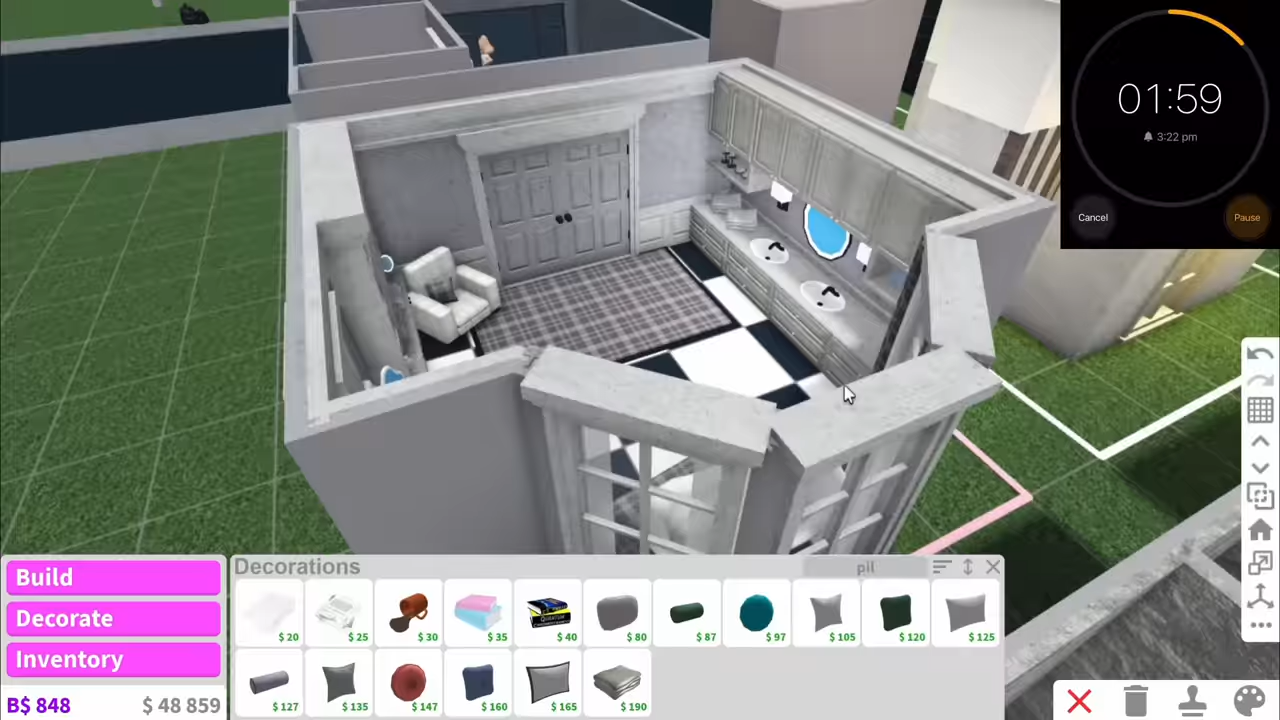 01:59
3:22 pm
Cancel
Pause
Build
Decorate
Inventory
B$ 848
$ 48 859
Decorations
pil
$ 20
$ 25
$ 30
$ 35
$ 40
$ 80
$ 87
$ 97
$ 105
$ 120
$ 125
$ 127
$ 135
$ 147
$ 160
$ 165
$ 190